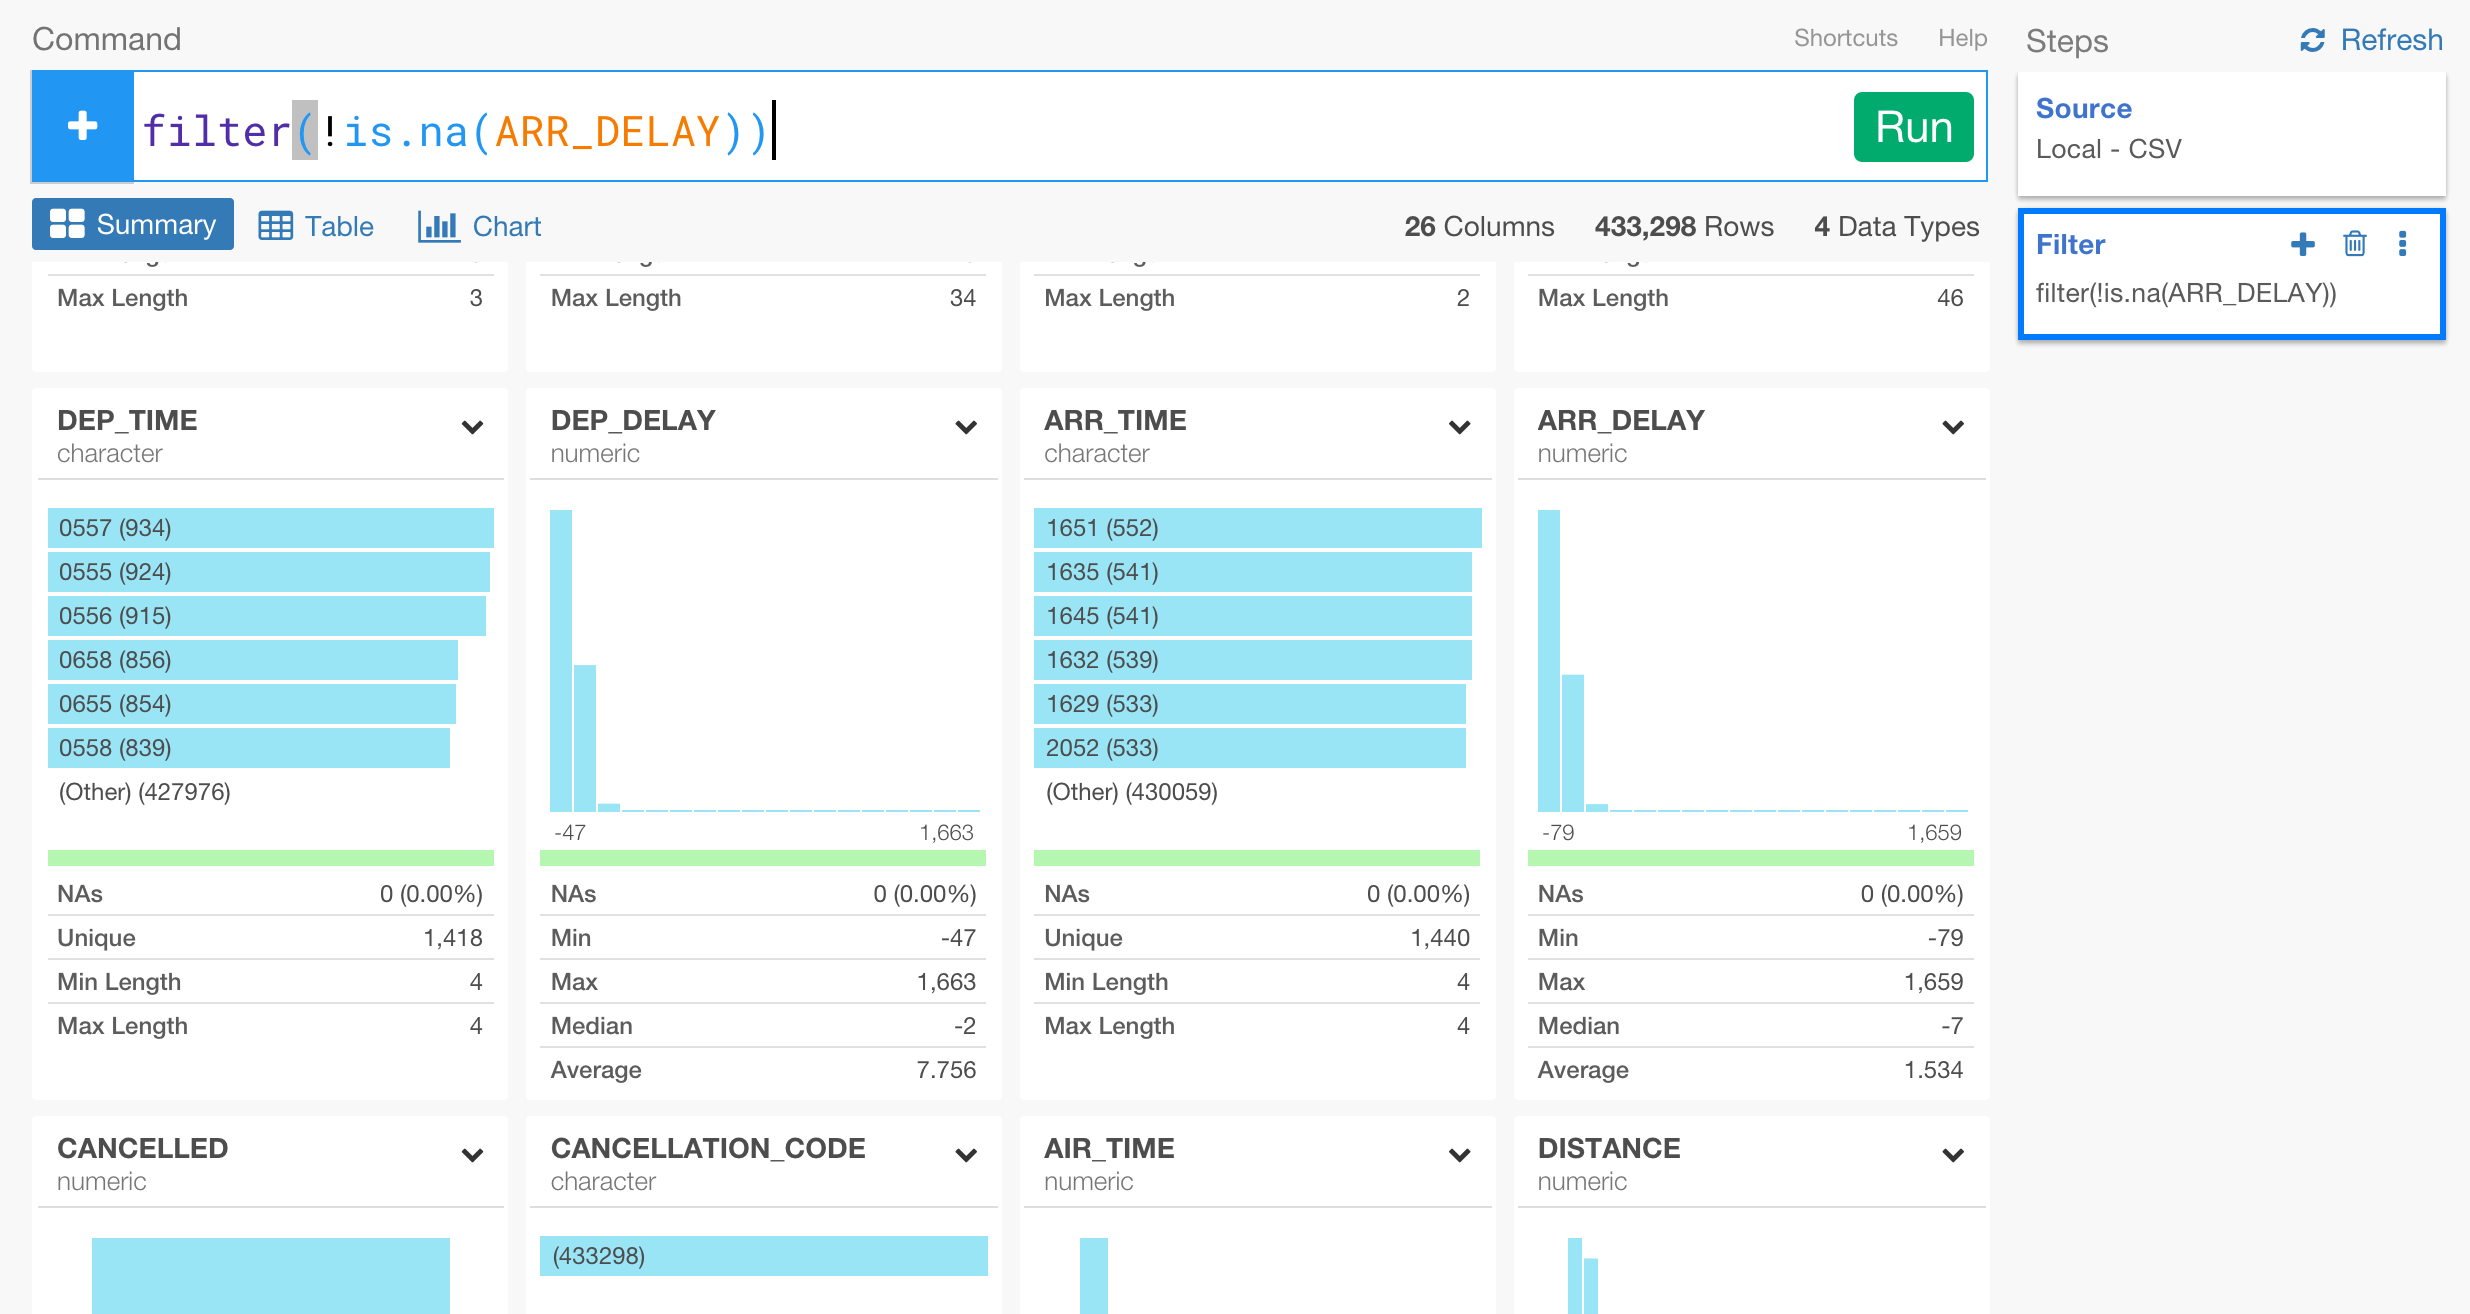 Command
Shortcuts Help
Steps
Refresh
filter(!is.na(ARR_DELAY))
Run
Source
Local - CSV
Summary Table Chart
26 Columns 433,298 Rows 4 Data Types
Filter
filter(!is.na(ARR_DELAY))
Max Length 3
Max Length 34
Max Length 2
Max Length 46
DEP_TIME
character
0557 (934)
0555 (924)
0556 (915)
0658 (856)
0655 (854)
0558 (839)
(Other) (427976)
NAs 0 (0.00%)
Unique 1,418
Min Length 4
Max Length 4
DEP_DELAY
numeric
-47 1,663
NAs 0 (0.00%)
Min -47
Max 1,663
Median -2
Average 7.756
ARR_TIME
character
1651 (552)
1635 (541)
1645 (541)
1632 (539)
1629 (533)
2052 (533)
(Other) (430059)
NAs 0 (0.00%)
Unique 1,440
Min Length 4
Max Length 4
ARR_DELAY
numeric
-79 1,659
NAs 0 (0.00%)
Min -79
Max 1,659
Median -7
Average 1.534
CANCELLED
numeric
CANCELLATION_CODE
character
(433298)
AIR_TIME
numeric
DISTANCE
numeric